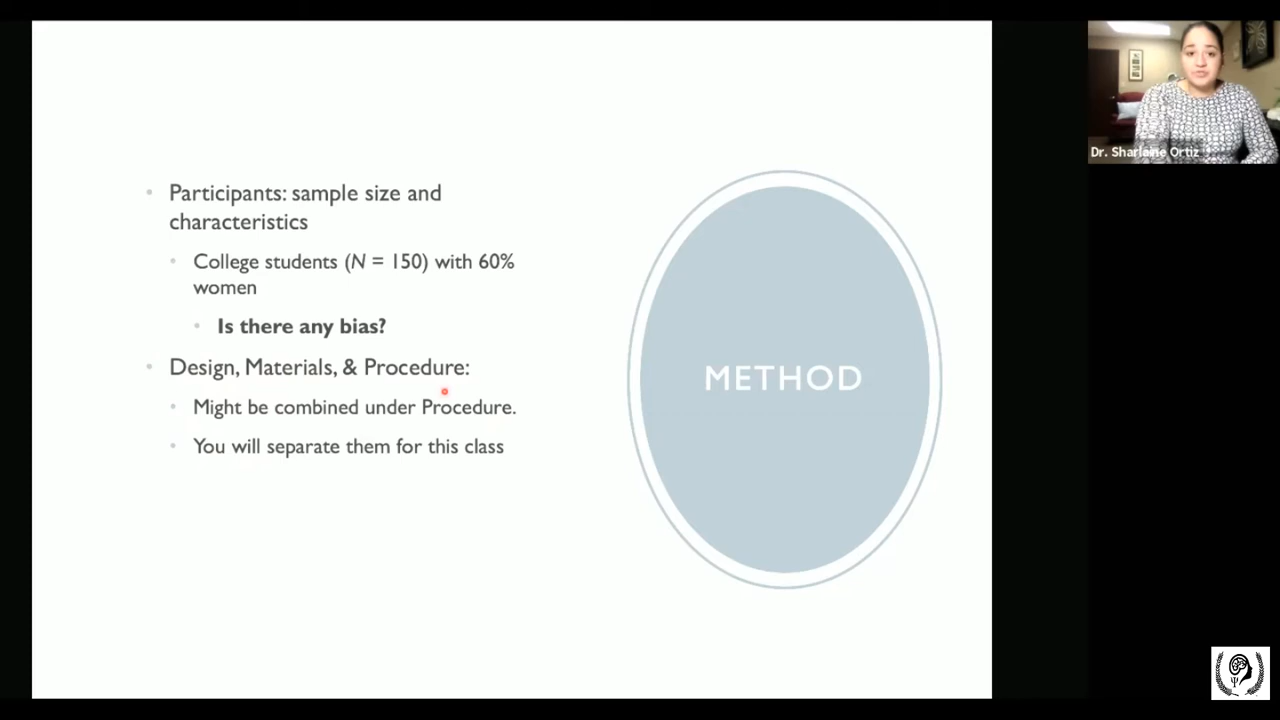 Participants: sample size and
characteristics
College students (N = 150) with 60%
women
Is there any bias?
Design, Materials, & Procedure:
Might be combined under Procedure.
You will separate them for this class
METHOD
Dr. Sharlaine Ortiz
Ψ